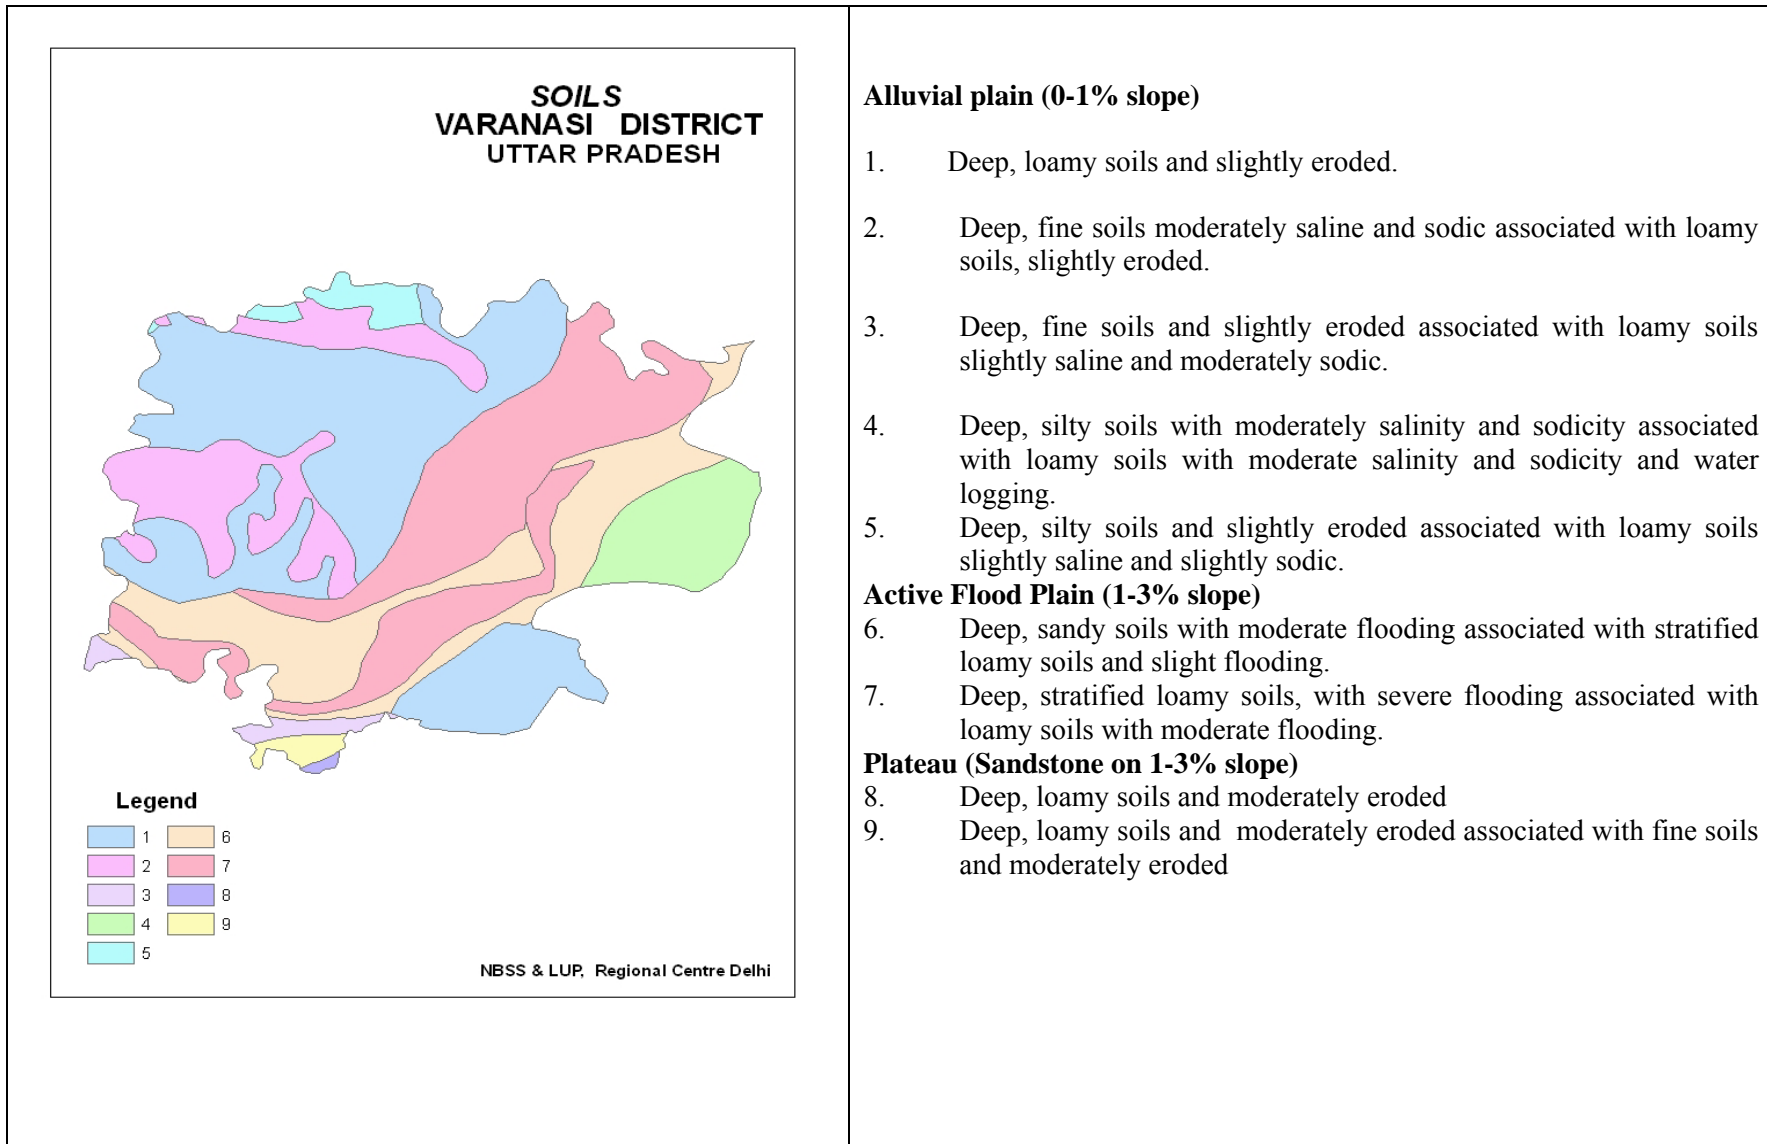 SOILS
VARANASI DISTRICT
UTTAR PRADESH
Legend
1
2
3
4
5
6
7
8
9
NBSS & LUP, Regional Centre Delhi
Alluvial plain (0-1% slope)
1. Deep, loamy soils and slightly eroded.
2. Deep, fine soils moderately saline and sodic associated with loamy
soils, slightly eroded.
3. Deep, fine soils and slightly eroded associated with loamy soils
slightly saline and moderately sodic.
4. Deep, silty soils with moderately salinity and sodicity associated
with loamy soils with moderate salinity and sodicity and water
logging.
5. Deep, silty soils and slightly eroded associated with loamy soils
slightly saline and slightly sodic.
Active Flood Plain (1-3% slope)
6. Deep, sandy soils with moderate flooding associated with stratified
loamy soils and slight flooding.
7. Deep, stratified loamy soils, with severe flooding associated with
loamy soils with moderate flooding.
Plateau (Sandstone on 1-3% slope)
8. Deep, loamy soils and moderately eroded
9. Deep, loamy soils and moderately eroded associated with fine soils
and moderately eroded